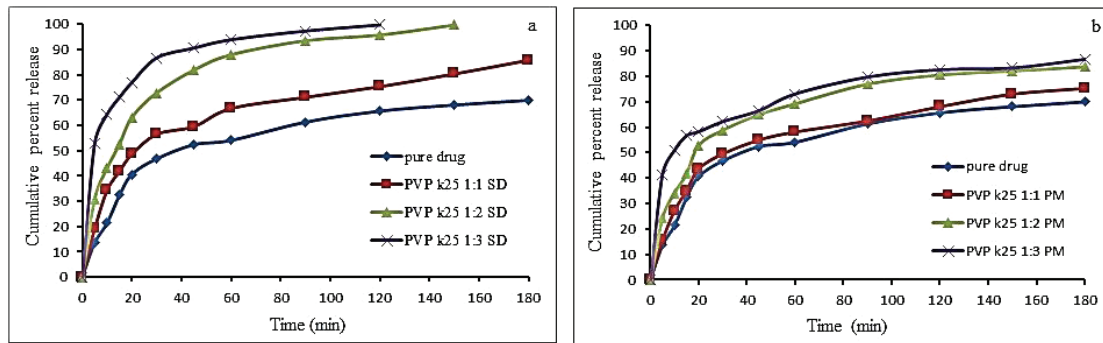 a
Cumulative percent release
100
90
80
70
60
50
40
30
20
10
0
0 20 40 60 80 100 120 140 160 180
Time (min)
pure drug
PVP k25 1:1 SD
PVP k25 1:2 SD
PVP k25 1:3 SD
b
Cumulative percent release
100
90
80
70
60
50
40
30
20
10
0
0 20 40 60 80 100 120 140 160 180
Time (min)
pure drug
PVP k25 1:1 PM
PVP k25 1:2 PM
PVP k25 1:3 PM